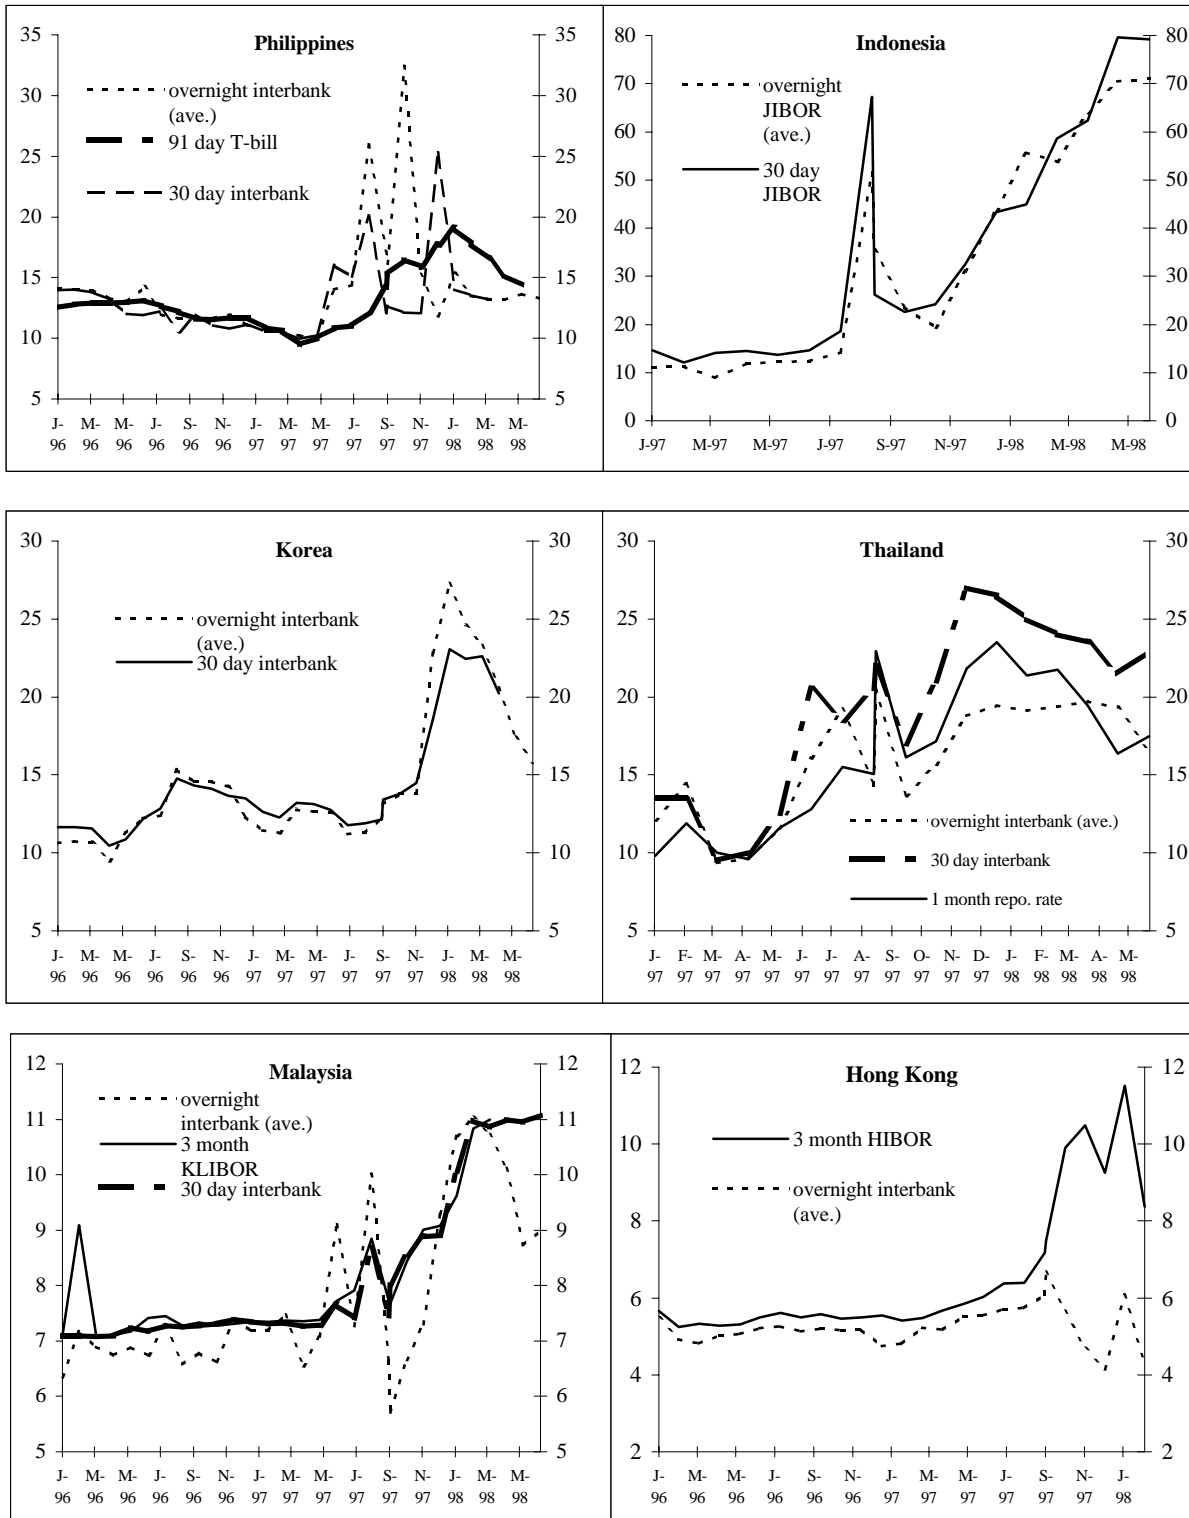 Philippines
overnight interbank
(ave.)
91 day T-bill
30 day interbank
35 35
30 30
25 25
20 20
15 15
10 10
5 5
J- M- M- J- S- N- J- M- M- J- S- N- J- M- M-
96 96 96 96 96 96 97 97 97 97 97 97 98 98 98
Indonesia
overnight
JIBOR
(ave.)
30 day
JIBOR
80 80
70 70
60 60
50 50
40 40
30 30
20 20
10 10
0 0
J-97 M-97 M-97 J-97 S-97 N-97 J-98 M-98 M-98
Korea
overnight interbank
(ave.)
30 day interbank
30 30
25 25
20 20
15 15
10 10
5 5
J- M- M- J- S- N- J- M- M- J- S- N- J- M- M-
96 96 96 96 96 96 97 97 97 97 97 97 98 98 98
Thailand
30 30
25 25
20 20
15 15
10 10
5 5
overnight interbank (ave.)
30 day interbank
1 month repo. rate
J- F- M- A- M- J- J- A- S- O- N- D- J- F- M- A- M-
97 97 97 97 97 97 97 97 97 97 97 97 98 98 98 98 98
Malaysia
overnight
interbank (ave.)
3 month
KLIBOR
30 day interbank
12 12
11 11
10 10
9 9
8 8
7 7
6 6
5 5
J- M- M- J- S- N- J- M- M- J- S- N- J- M- M-
96 96 96 96 96 96 97 97 97 97 97 97 98 98 98
Hong Kong
3 month HIBOR
overnight interbank
(ave.)
12 12
10 10
8 8
6 6
4 4
2 2
J- M- M- J- S- N- J- M- M- J- S- N- J-
96 96 96 96 96 96 97 97 97 97 97 97 98